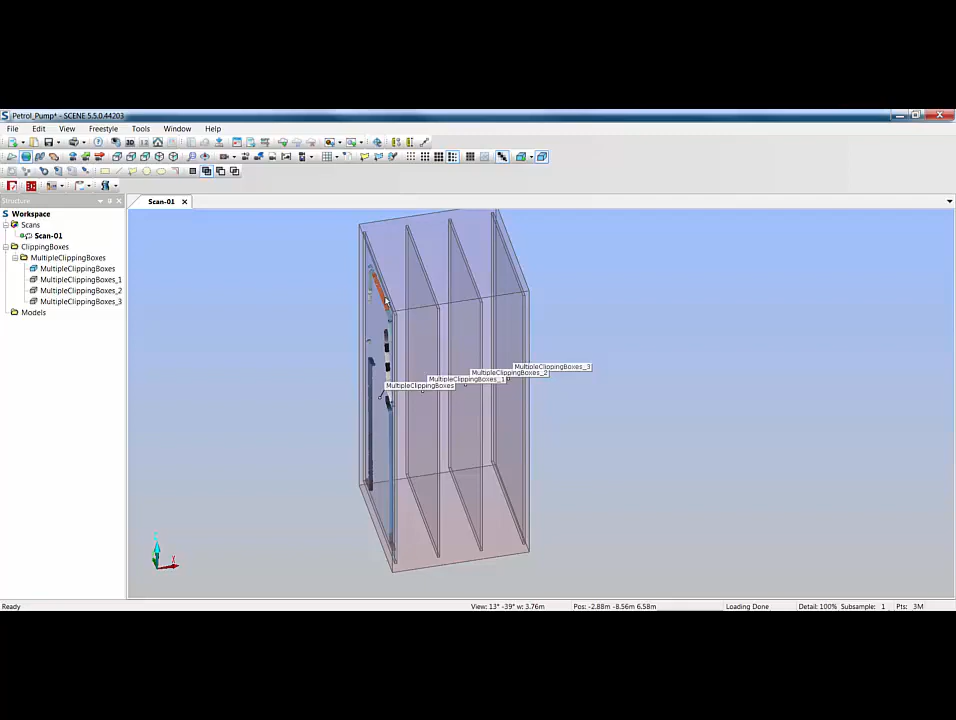 Petrol_Pump* - SCENE 5.5.0.44203
File Edit View Freestyle Tools Window Help
Structure
Scan-01
Workspace
Scans
Scan-01
ClippingBoxes
MultipleClippingBoxes
MultipleClippingBoxes
MultipleClippingBoxes_1
MultipleClippingBoxes_2
MultipleClippingBoxes_3
Models
MultipleClippingBoxes_3
MultipleClippingBoxes_2
MultipleClippingBoxes_1
MultipleClippingBoxes
X
Ready
View: 13° -39° w: 3.76m
Pos: -2.88m -8.56m 6.58m
Loading Done
Detail: 100% Subsample: 1
Pts: 3M